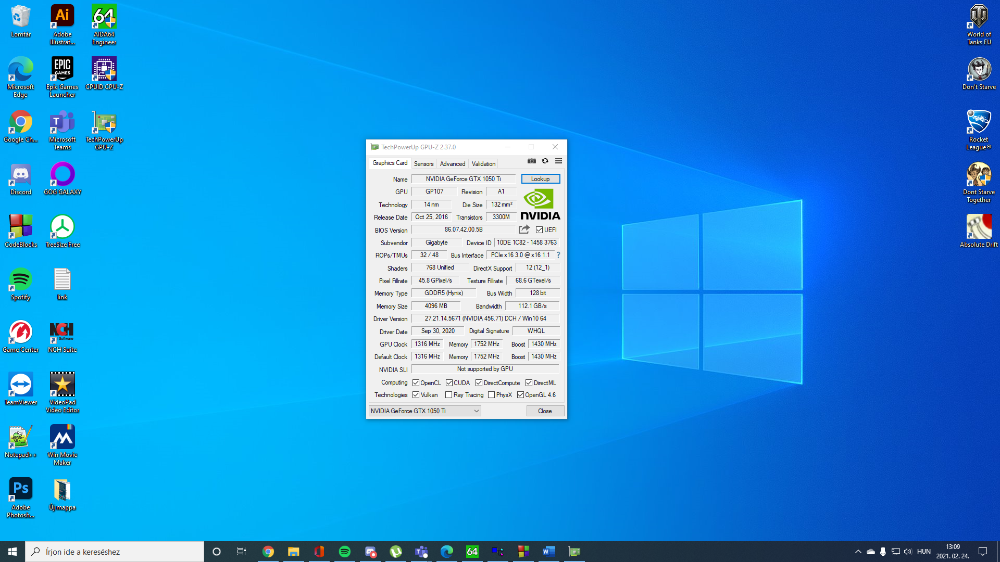 Lomtár
Adobe
Illustrat...
AIDA64
Engineer
Microsoft
Edge
Epic Games
Launcher
CPUID CPU-Z
Google Ch...
Microsoft
Teams
TechPowerUp
GPU-Z
Discord
GOG GALAXY
CodeBlocks
TreeSize Free
Spotify
link
Game Center
NCH Suite
TeamViewer
VideoPad
Video Editor
Notepad++
Win Movie
Maker
Adobe
Photosh...
Új mappa
Ai
64
EPIC
GAMES
T
NCH
Software
Ps
World of
Tanks EU
Don't Starve
Rocket
League®
Dont Starve
Together
Absolute Drift
TechPowerUp GPU-Z 2.37.0
Graphics Card Sensors Advanced Validation
Name NVIDIA GeForce GTX 1050 Ti Lookup
GPU GP107 Revision A1
Technology 14 nm Die Size 132 mm²
Release Date Oct 25, 2016 Transistors 3300M
NVIDIA
BIOS Version 86.07.42.00.5B UEFI
Subvendor Gigabyte Device ID 10DE 1C82 - 1458 3763
ROPs/TMUs 32 / 48 Bus Interface PCIe x16 3.0 @ x16 1.1 ?
Shaders 768 Unified DirectX Support 12 (12_1)
Pixel Fillrate 45.8 GPixel/s Texture Fillrate 68.6 GTexel/s
Memory Type GDDR5 (Hynix) Bus Width 128 bit
Memory Size 4096 MB Bandwidth 112.1 GB/s
Driver Version 27.21.14.5671 (NVIDIA 456.71) DCH / Win10 64
Driver Date Sep 30, 2020 Digital Signature WHQL
GPU Clock 1316 MHz Memory 1752 MHz Boost 1430 MHz
Default Clock 1316 MHz Memory 1752 MHz Boost 1430 MHz
NVIDIA SLI Not supported by GPU
Computing OpenCL CUDA DirectCompute DirectML
Technologies Vulkan Ray Tracing PhysX OpenGL 4.6
NVIDIA GeForce GTX 1050 Ti Close
Írjon ide a kereséshez
64
W
HUN
13:09
2021. 02. 24.